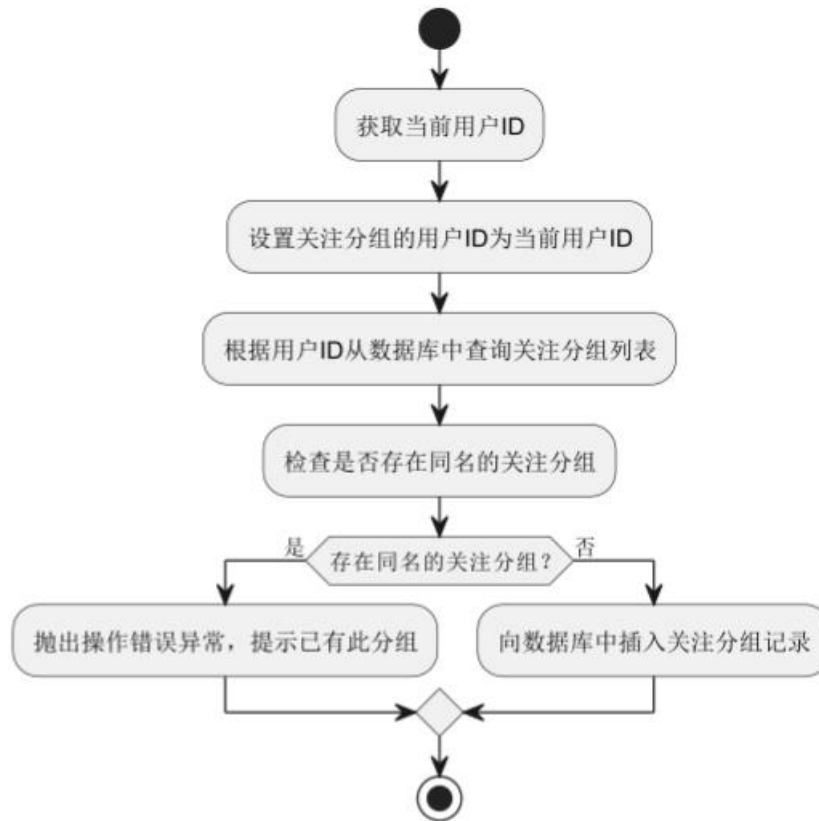 获取当前用户ID
设置关注分组的用户ID为当前用户ID
根据用户ID从数据库中查询关注分组列表
检查是否存在同名的关注分组
是
存在同名的关注分组？
否
抛出操作错误异常，提示已有此分组
向数据库中插入关注分组记录